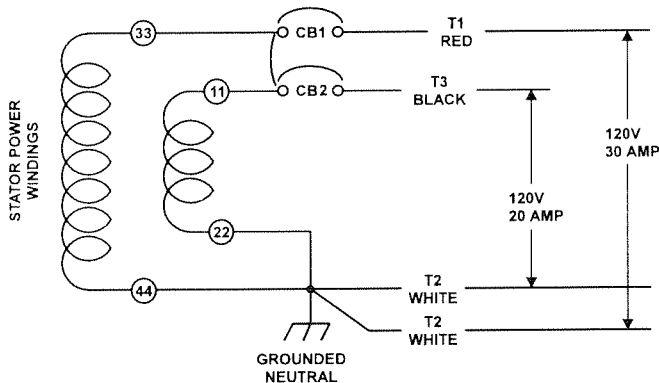 33
CB1
T1
RED
11
CB2
T3
BLACK
STATOR POWER
WINDINGS
120V
30 AMP
120V
20 AMP
22
44
T2
WHITE
T2
WHITE
GROUNDED
NEUTRAL